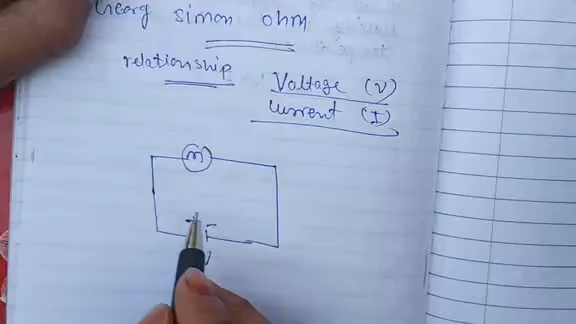 Georg simon ohm
relationship
Voltage (V)
Current (I)
m